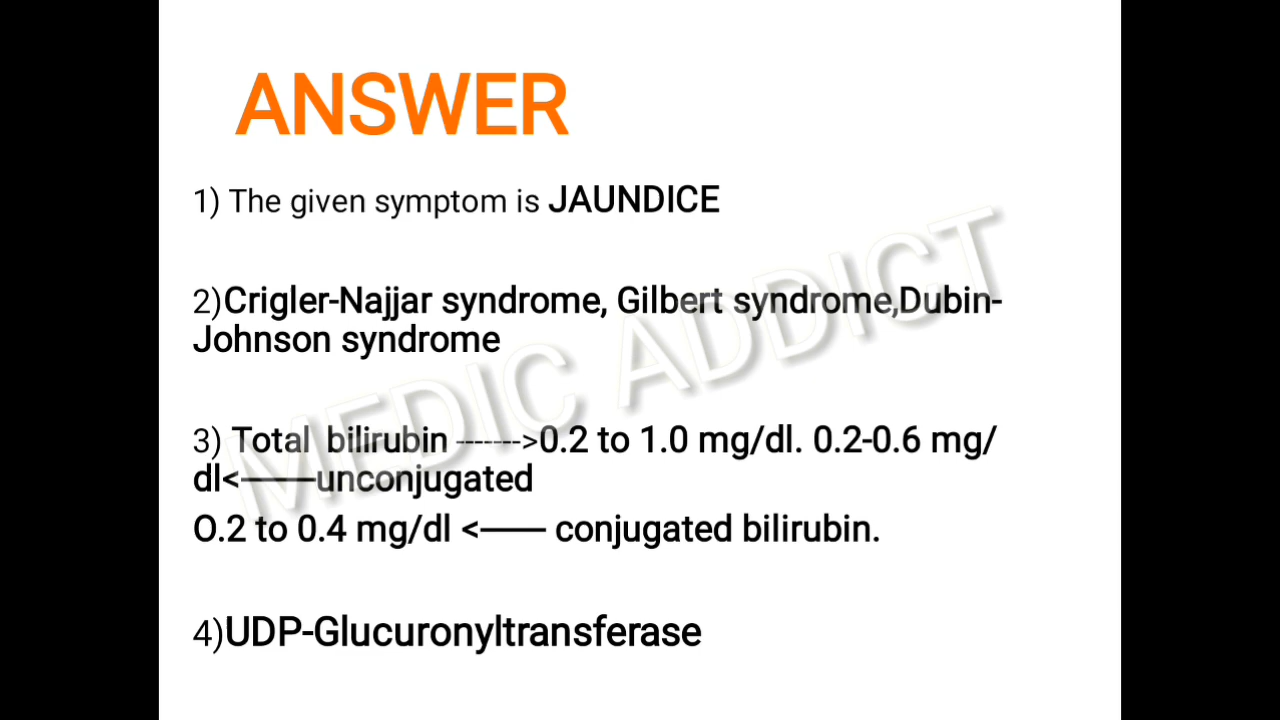 ANSWER
1) The given symptom is JAUNDICE
2)Crigler-Najjar syndrome, Gilbert syndrome,Dubin-
Johnson syndrome
3) Total bilirubin ------->0.2 to 1.0 mg/dl. 0.2-0.6 mg/
dl<——unconjugated
O.2 to 0.4 mg/dl <—— conjugated bilirubin.
4)UDP-Glucuronyltransferase
MEDIC ADDICT